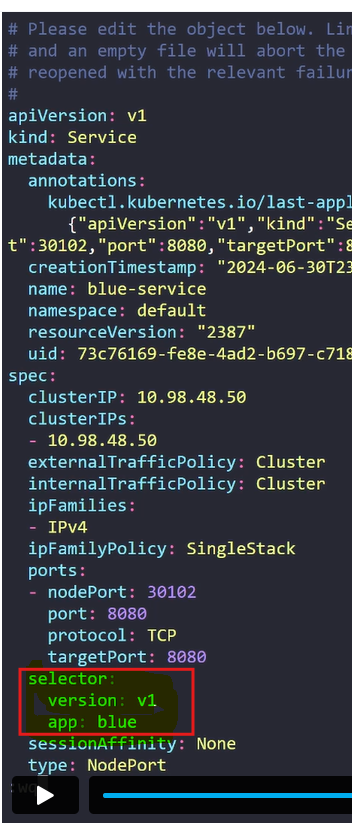 # Please edit the object below. Lin
# and an empty file will abort the
# reopened with the relevant failur
#
apiVersion: v1
kind: Service
metadata:
  annotations:
    kubectl.kubernetes.io/last-appl
      {"apiVersion":"v1","kind":"Se
t":30102,"port":8080,"targetPort":8
  creationTimestamp: "2024-06-30T23
  name: blue-service
  namespace: default
  resourceVersion: "2387"
  uid: 73c76169-fe8e-4ad2-b697-c718
spec:
  clusterIP: 10.98.48.50
  clusterIPs:
  - 10.98.48.50
  externalTrafficPolicy: Cluster
  internalTrafficPolicy: Cluster
  ipFamilies:
  - IPv4
  ipFamilyPolicy: SingleStack
  ports:
  - nodePort: 30102
    port: 8080
    protocol: TCP
    targetPort: 8080
  selector:
    version: v1
    app: blue
  sessionAffinity: None
  type: NodePort